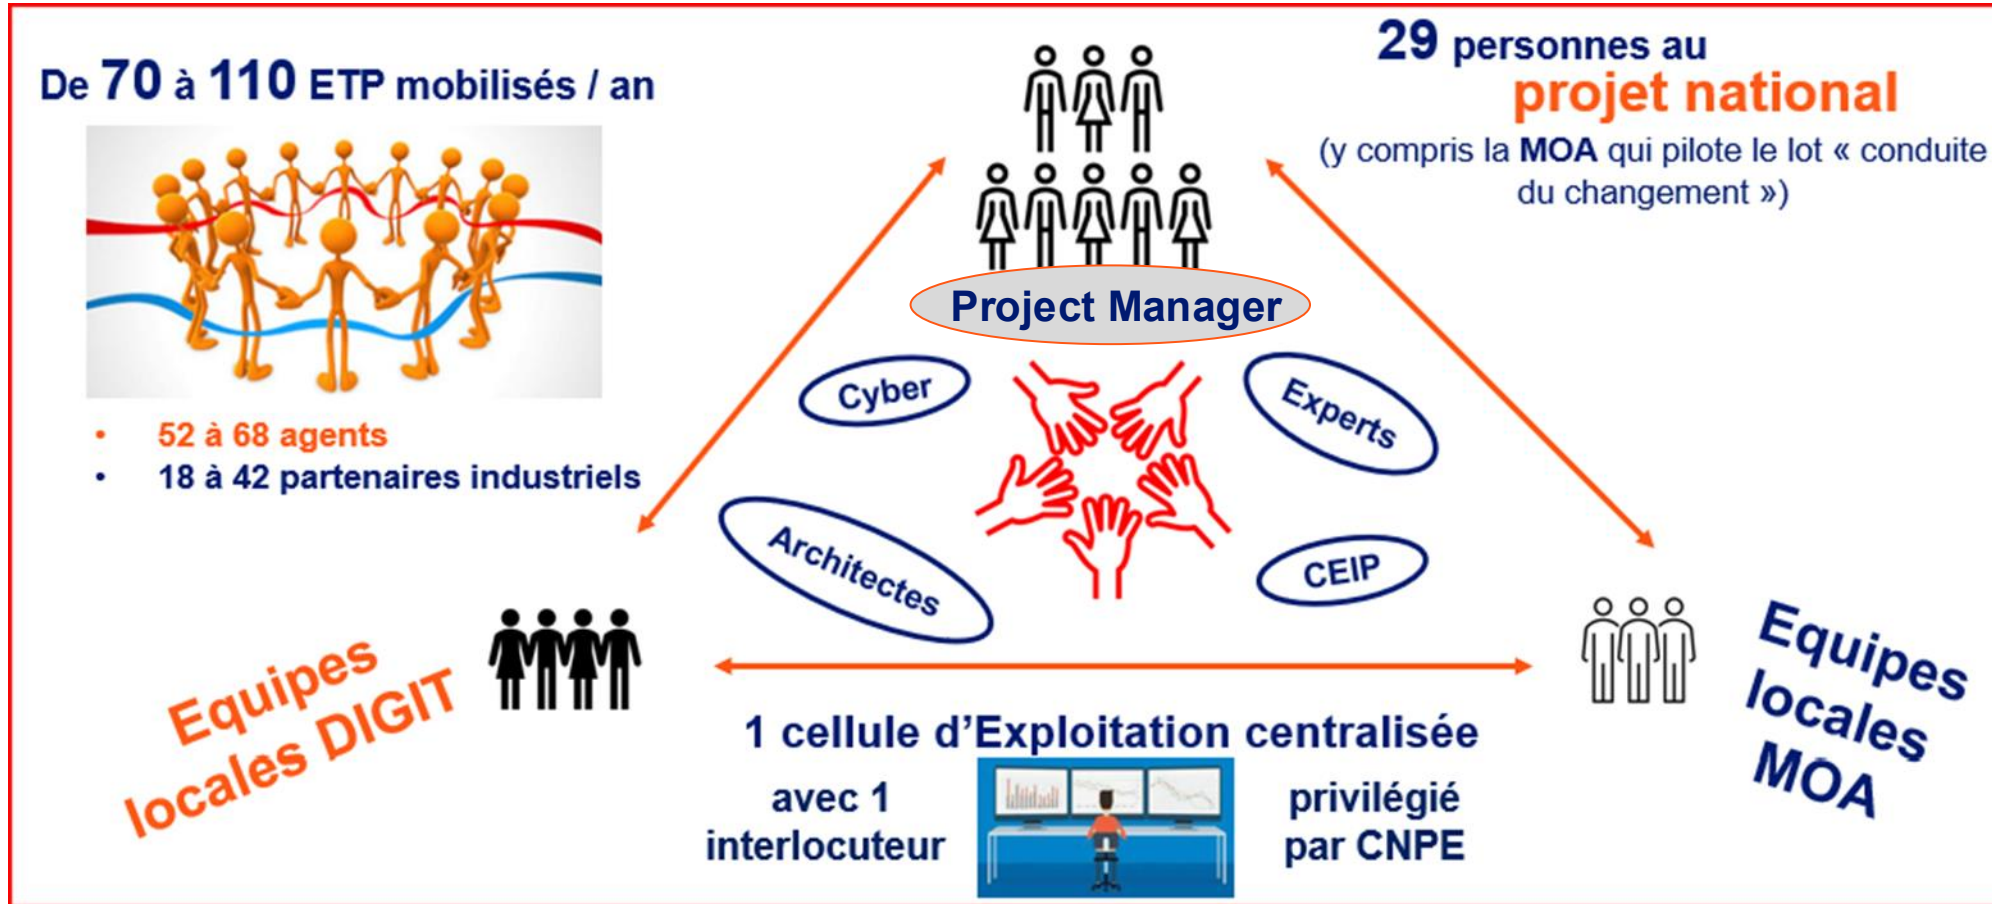 De 70 à 110 ETP mobilisés / an
• 52 à 68 agents
• 18 à 42 partenaires industriels
29 personnes au
projet national
(y compris la MOA qui pilote le lot « conduite
du changement »)
Project Manager
Cyber
Experts
Architectes
CEIP
Equipes
locales DIGIT
Equipes
locales
MOA
1 cellule d’Exploitation centralisée
avec 1
interlocuteur
privilégié
par CNPE